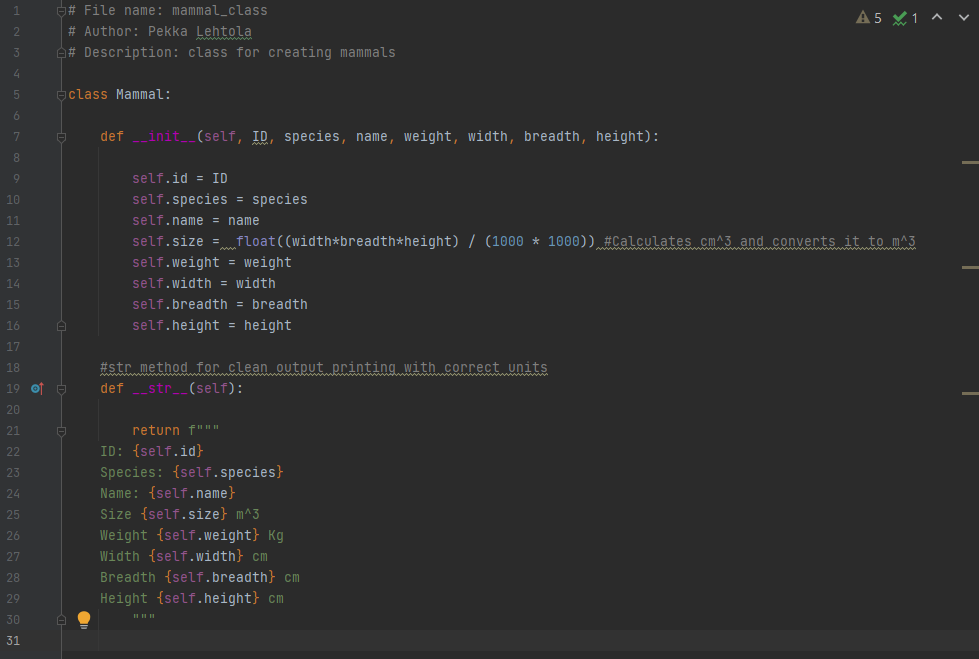 5 1
1 # File name: mammal_class
2 # Author: Pekka Lehtola
3 # Description: class for creating mammals
4
5 class Mammal:
6
7     def __init__(self, ID, species, name, weight, width, breadth, height):
8
9         self.id = ID
10         self.species = species
11         self.name = name
12         self.size =  float((width*breadth*height) / (1000 * 1000)) #Calculates cm^3 and converts it to m^3
13         self.weight = weight
14         self.width = width
15         self.breadth = breadth
16         self.height = height
17
18     #str method for clean output printing with correct units
19     def __str__(self):
20
21         return f"""
22     ID: {self.id}
23     Species: {self.species}
24     Name: {self.name}
25     Size {self.size} m^3
26     Weight {self.weight} Kg
27     Width {self.width} cm
28     Breadth {self.breadth} cm
29     Height {self.height} cm
30         """
31